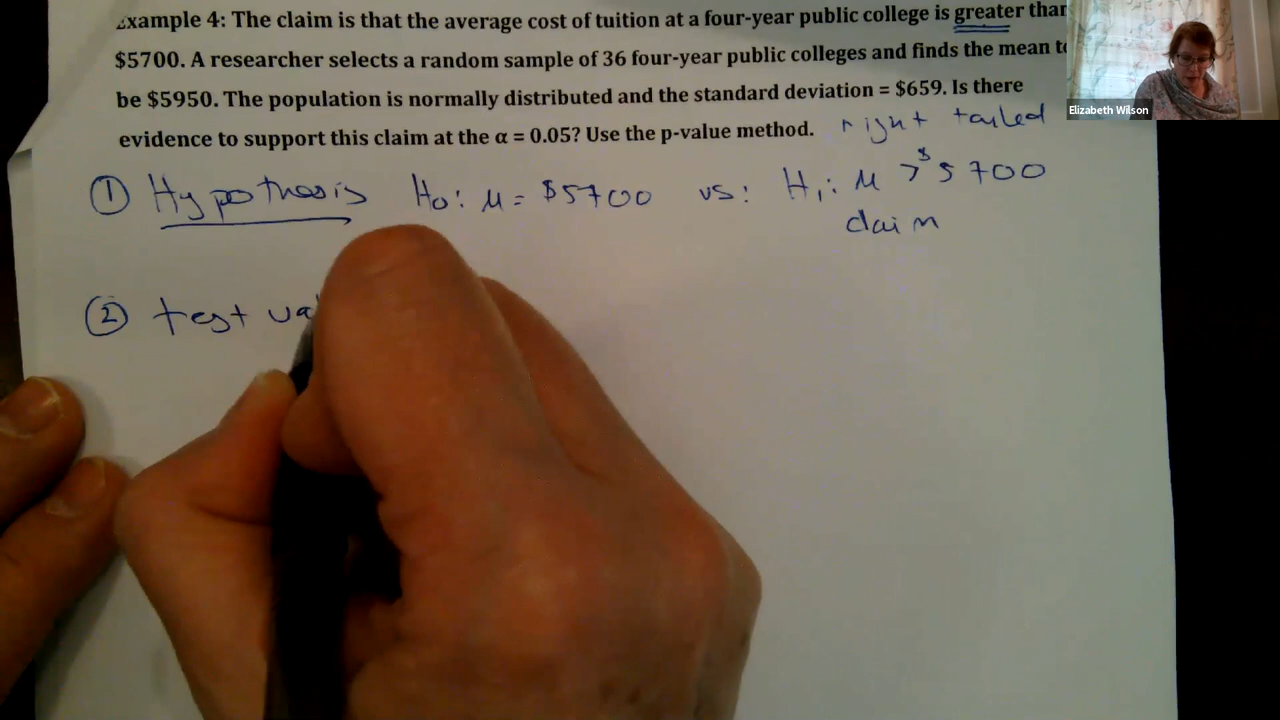 Example 4: The claim is that the average cost of tuition at a four-year public college is greater than
$5700. A researcher selects a random sample of 36 four-year public colleges and finds the mean to
be $5950. The population is normally distributed and the standard deviation = $659. Is there
Elizabeth Wilson
evidence to support this claim at the α = 0.05? Use the p-value method. right tailed
① Hypothesis H₀: μ = $5700 vs: H₁: μ > $5700
claim
② test va